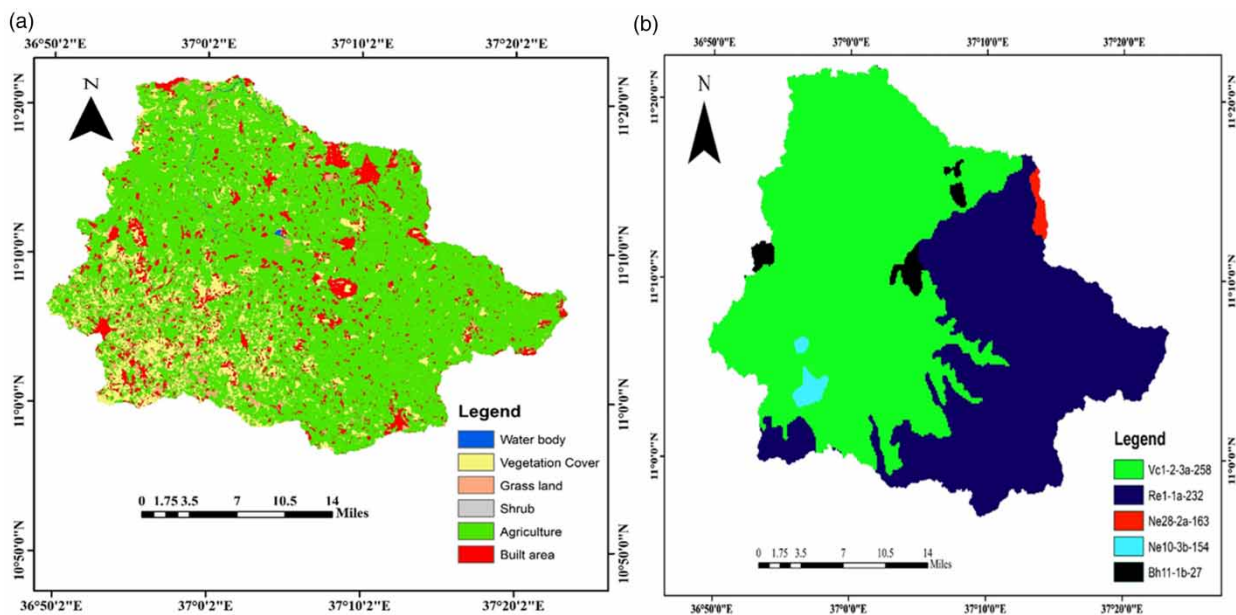 (a)
36°50'2"E 37°0'2"E 37°10'2"E 37°20'2"E
N
11°20'0"N 11°20'0"N
11°10'0"N 11°10'0"N
11°0'0"N 11°0'0"N
10°50'0"N 10°50'0"N
Legend
Water body
Vegetation Cover
Grass land
Shrub
Agriculture
Built area
0 1.75 3.5 7 10.5 14
Miles
36°50'2"E 37°0'2"E 37°10'2"E 37°20'2"E
(b)
36°50'0"E 37°0'0"E 37°10'0"E 37°20'0"E
N
11°20'0"N 11°20'0"N
11°10'0"N 11°10'0"N
11°0'0"N 11°0'0"N
Legend
Vc1-2-3a-258
Re1-1a-232
Ne28-2a-163
Ne10-3b-154
Bh11-1b-27
0 1.75 3.5 7 10.5 14
Miles
36°50'0"E 37°0'0"E 37°10'0"E 37°20'0"E